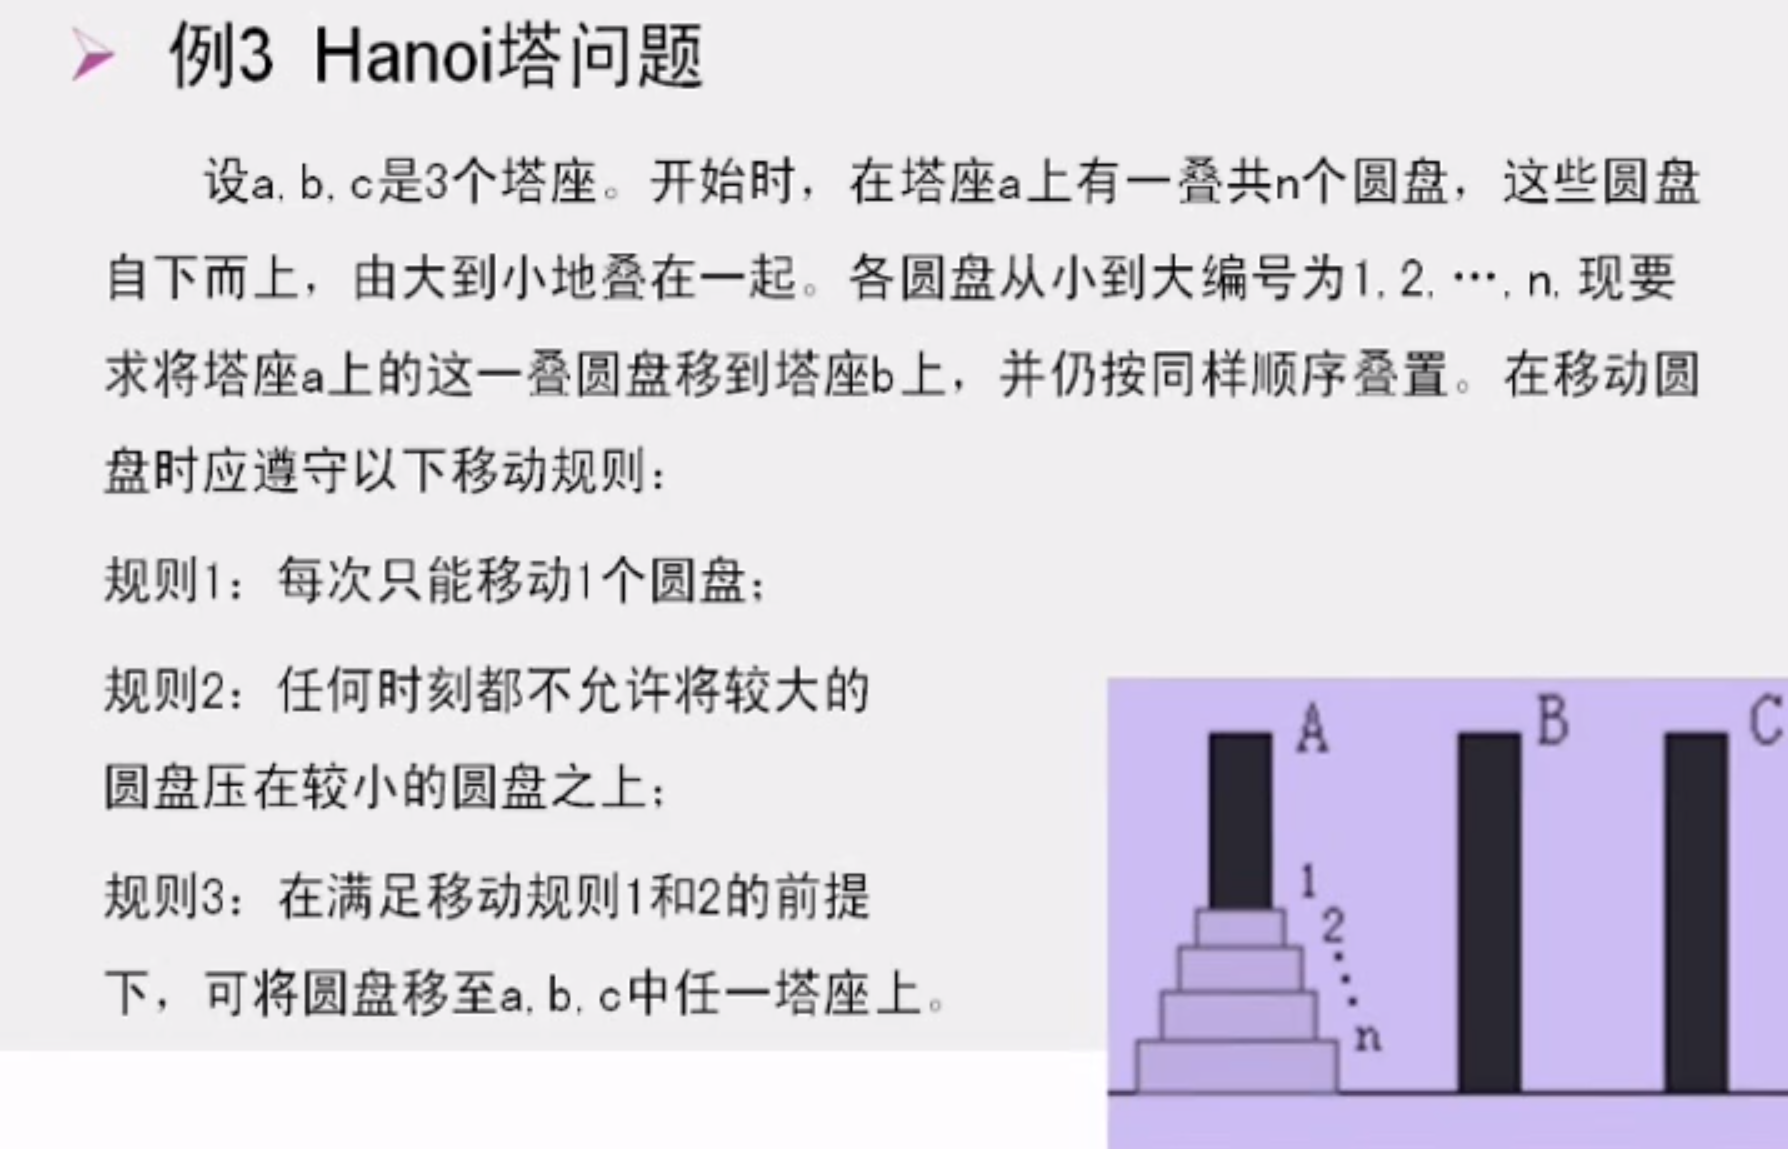 例3 Hanoi塔问题
设a,b,c是3个塔座。开始时，在塔座a上有一叠共n个圆盘，这些圆盘
自下而上，由大到小地叠在一起。各圆盘从小到大编号为1,2,…,n,现要
求将塔座a上的这一叠圆盘移到塔座b上，并仍按同样顺序叠置。在移动圆
盘时应遵守以下移动规则：
规则1：每次只能移动1个圆盘；
规则2：任何时刻都不允许将较大的
圆盘压在较小的圆盘之上；
规则3：在满足移动规则1和2的前提
下，可将圆盘移至a,b,c中任一塔座上。
A B C
1
2
n